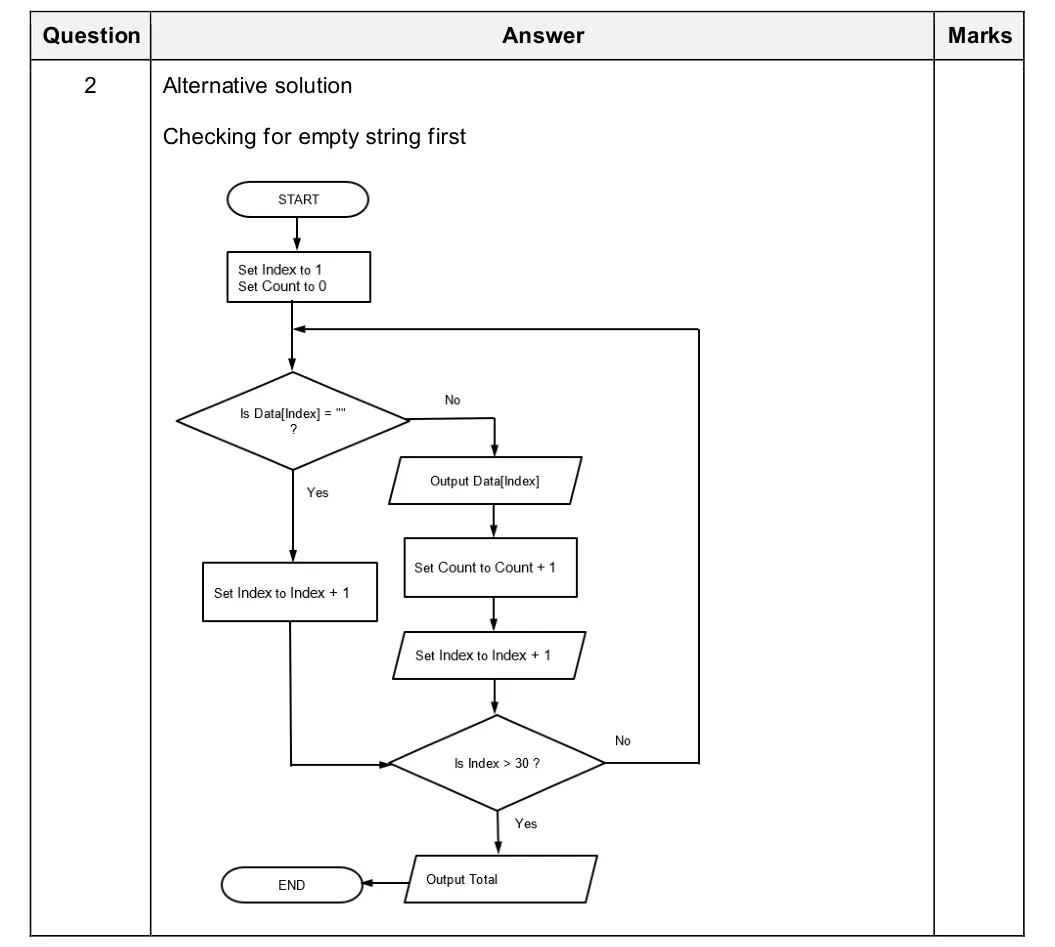 Question Answer Marks
2 Alternative solution
Checking for empty string first
START
Set Index to 1
Set Count to 0
Is Data[Index] = ""
?
No
Yes
Output Data[Index]
Set Count to Count + 1
Set Index to Index + 1
Set Index to Index + 1
Is Index > 30 ?
No
Yes
Output Total
END